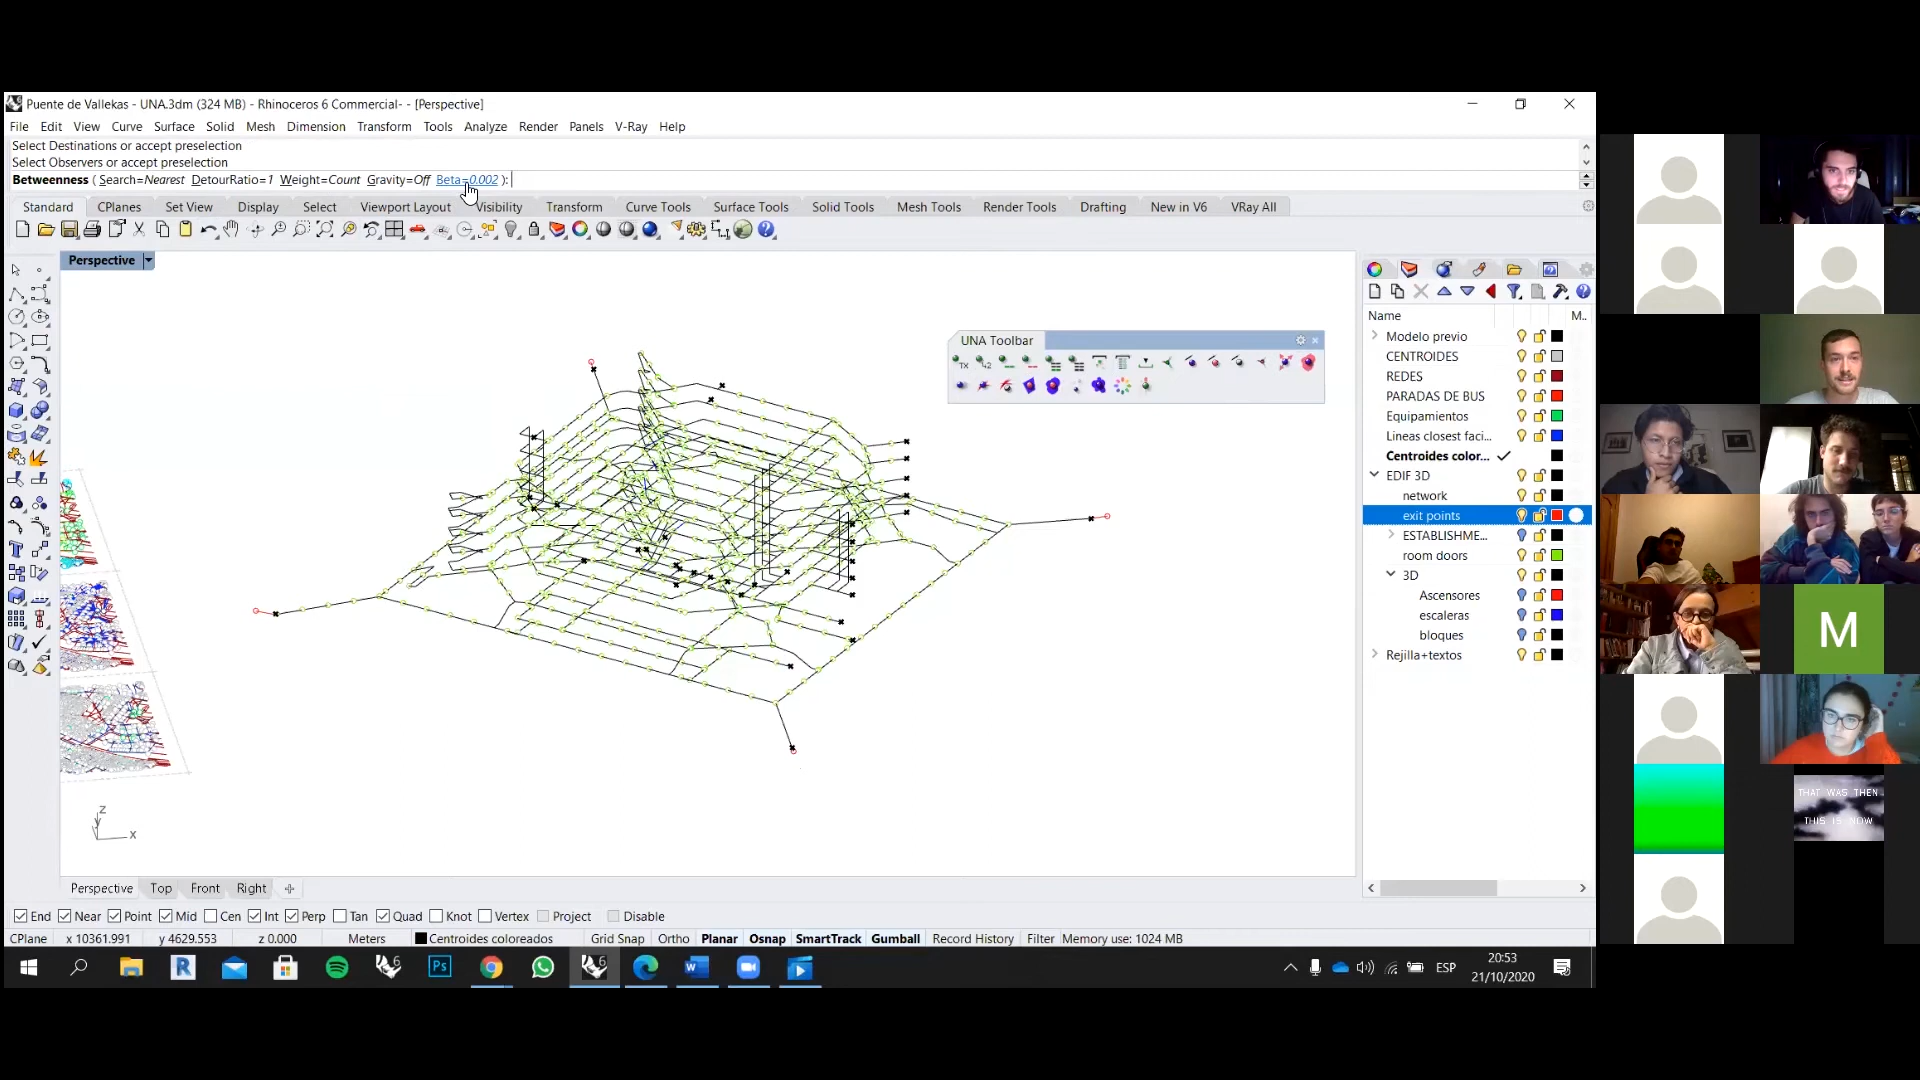 Puente de Vallekas - UNA.3dm (324 MB) - Rhinoceros 6 Commercial- - [Perspective]
File Edit View Curve Surface Solid Mesh Dimension Transform Tools Analyze Render Panels V-Ray Help
Select Destinations or accept preselection
Select Observers or accept preselection
Betweenness ( Search=Nearest DetourRatio=1 Weight=Count Gravity=Off Beta=0.002 ):
Standard CPlanes Set View Display Select Viewport Layout Visibility Transform Curve Tools Surface Tools Solid Tools Mesh Tools Render Tools Drafting New in V6 VRay All
Perspective
UNA Toolbar
TX
Name M..
Modelo previo
CENTROIDES
REDES
PARADAS DE BUS
Equipamientos
Lineas closest faci...
Centroides color...
EDIF 3D
network
exit points
ESTABLISHME...
room doors
3D
Ascensores
escaleras
bloques
Rejilla+textos
z
x
Perspective Top Front Right
End Near Point Mid Cen Int Perp Tan Quad Knot Vertex Project Disable
CPlane x 10361.991 y 4629.553 z 0.000 Meters Centroides coloreados Grid Snap Ortho Planar Osnap SmartTrack Gumball Record History Filter Memory use: 1024 MB
ESP
20:53
21/10/2020
M
THAT WAS THEN
THIS IS NOW